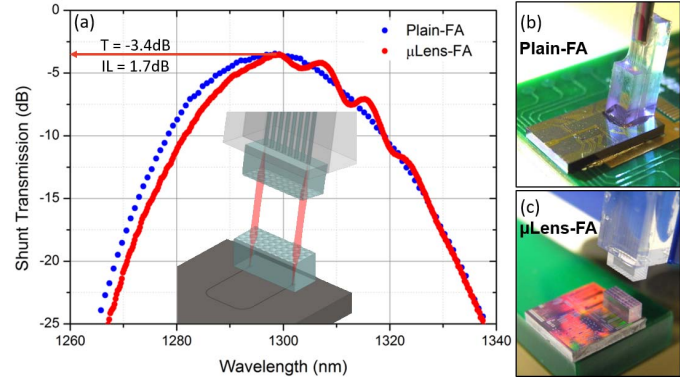 (a)
T = -3.4dB
IL = 1.7dB
Plain-FA
µLens-FA
0
-5
-10
-15
-20
-25
Shunt Transmission (dB)
1260
1280
1300
1320
1340
Wavelength (nm)
(b)
Plain-FA
(c)
µLens-FA